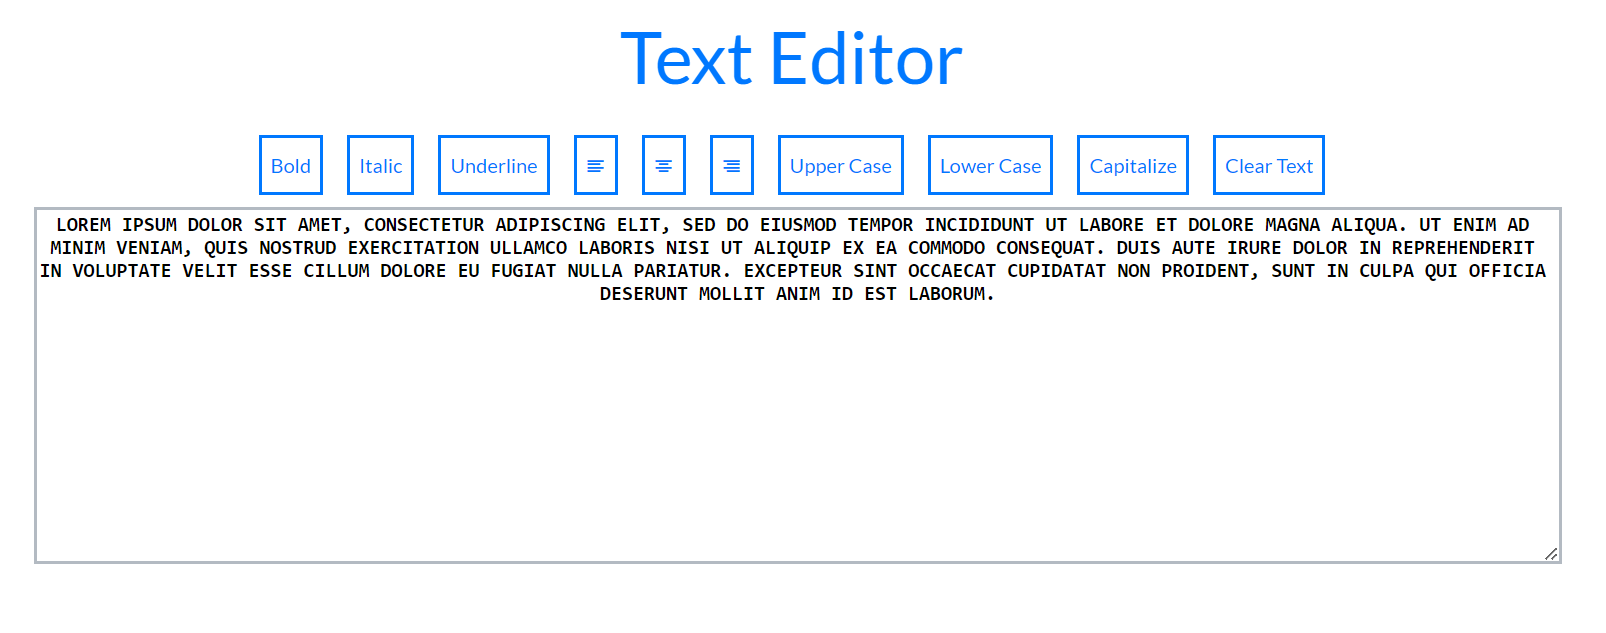 Text Editor
Bold Italic Underline Upper Case Lower Case Capitalize Clear Text
LOREM IPSUM DOLOR SIT AMET, CONSECTETUR ADIPISCING ELIT, SED DO EIUSMOD TEMPOR INCIDIDUNT UT LABORE ET DOLORE MAGNA ALIQUA. UT ENIM AD
MINIM VENIAM, QUIS NOSTRUD EXERCITATION ULLAMCO LABORIS NISI UT ALIQUIP EX EA COMMODO CONSEQUAT. DUIS AUTE IRURE DOLOR IN REPREHENDERIT
IN VOLUPTATE VELIT ESSE CILLUM DOLORE EU FUGIAT NULLA PARIATUR. EXCEPTEUR SINT OCCAECAT CUPIDATAT NON PROIDENT, SUNT IN CULPA QUI OFFICIA
DESERUNT MOLLIT ANIM ID EST LABORUM.